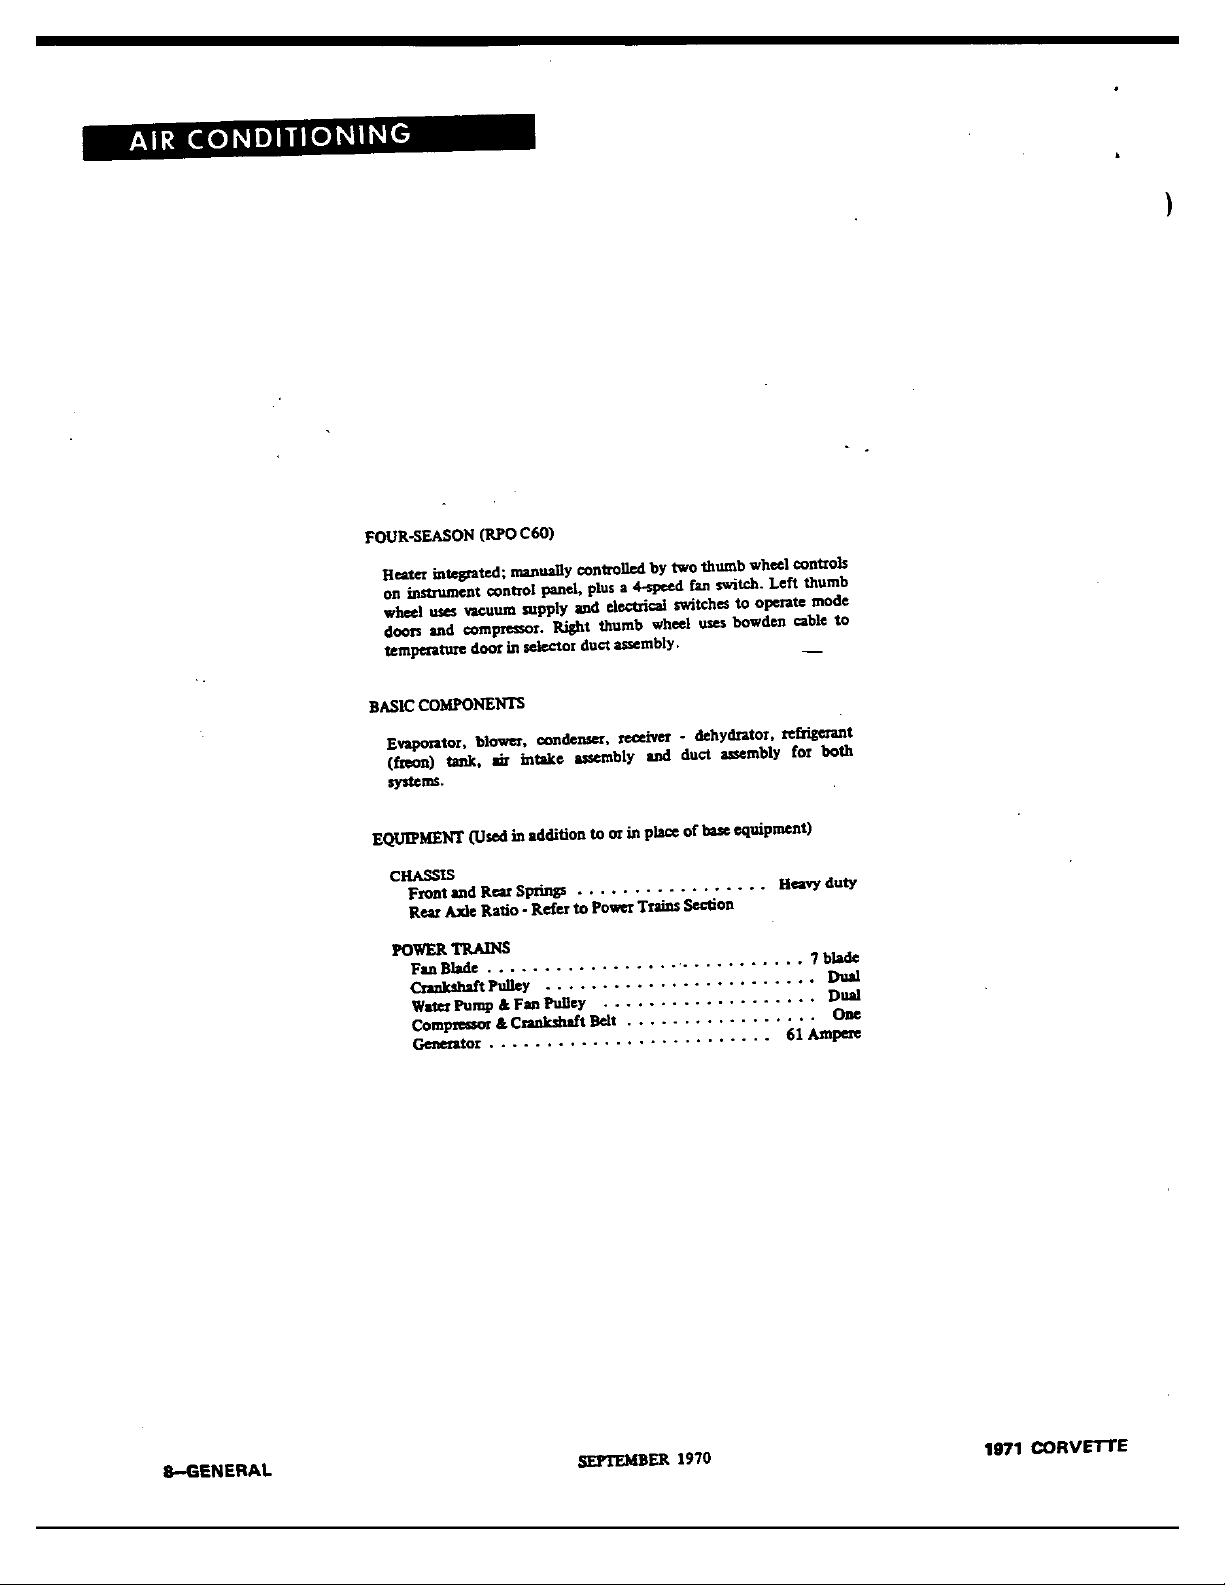 AIR CONDITIONING
FOUR-SEASON (RPO C60)
Heater integrated; manually controlled by two thumb wheel controls
on instrument control panel, plus a 4-speed fan switch. Left thumb
wheel uses vacuum supply and electrical switches to operate mode
doors and compressor. Right thumb wheel uses bowden cable to
temperature door in selector duct assembly.
BASIC COMPONENTS
Evaporator, blower, condenser, receiver - dehydrator, refrigerant
(freon) tank, air intake assembly and duct assembly for both
systems.
EQUIPMENT (Used in addition to or in place of base equipment)
CHASSIS
Front and Rear Springs . . . . . . . . . . . . . . . . . Heavy duty
Rear Axle Ratio - Refer to Power Trains Section
POWER TRAINS
Fan Blade . . . . . . . . . . . . . . . . . . . . . . . . . . . . 7 blade
Crankshaft Pulley . . . . . . . . . . . . . . . . . . . . . . . . Dual
Water Pump & Fan Pulley . . . . . . . . . . . . . . . . . . . Dual
Compressor & Crankshaft Belt . . . . . . . . . . . . . . . . . One
Generator . . . . . . . . . . . . . . . . . . . . . . . . . 61 Ampere
8—GENERAL
SEPTEMBER 1970
1971 CORVETTE